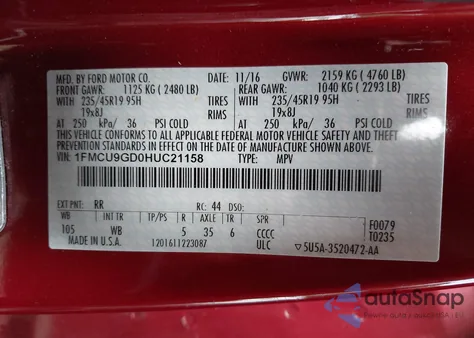 MFD. BY FORD MOTOR CO.
DATE: 11/16 GVWR: 2159 KG (4760 LB)
FRONT GAWR: 1125 KG (2480 LB) REAR GAWR: 1040 KG (2293 LB)
WITH 235/45R19 95H TIRES WITH 235/45R19 95H TIRES
19x8J RIMS 19x8J RIMS
AT 250 kPa/ 36 PSI COLD AT 250 kPa/ 36 PSI COLD
THIS VEHICLE CONFORMS TO ALL APPLICABLE FEDERAL MOTOR VEHICLE SAFETY AND BUMPER AND THEFT
PREVENTION STANDARDS IN EFFECT ON THE DATE OF MANUFACTURE SHOWN ABOVE.
VIN: 1FMCU9GD0HUC21158 TYPE: MPV
EXT PNT: RR RC: 44 DSO:
WB INT TR TP/PS R AXLE TR SPR
105 WB 5 35 6 CCCC
MADE IN U.S.A. 1201611223087 ULC
F0079
T0235
5U5A-3520472-AA
autoSnap